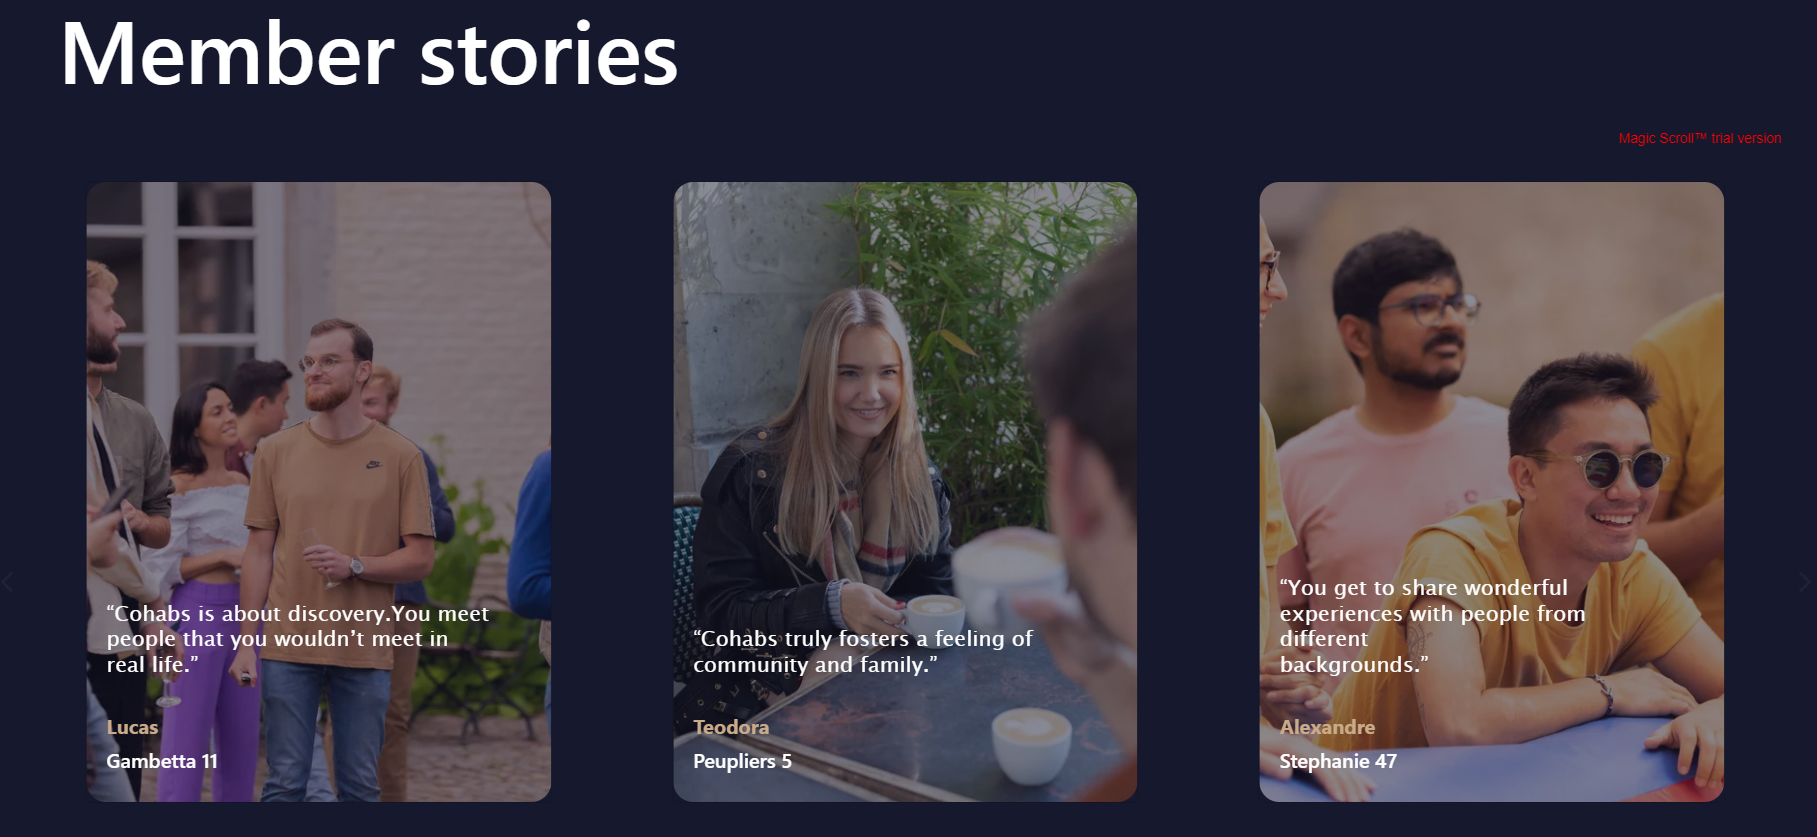 Member stories
Magic Scroll™ trial version
“Cohabs is about discovery.You meet
people that you wouldn’t meet in
real life.”
Lucas
Gambetta 11
“Cohabs truly fosters a feeling of
community and family.”
Teodora
Peupliers 5
“You get to share wonderful
experiences with people from
different
backgrounds.”
Alexandre
Stephanie 47